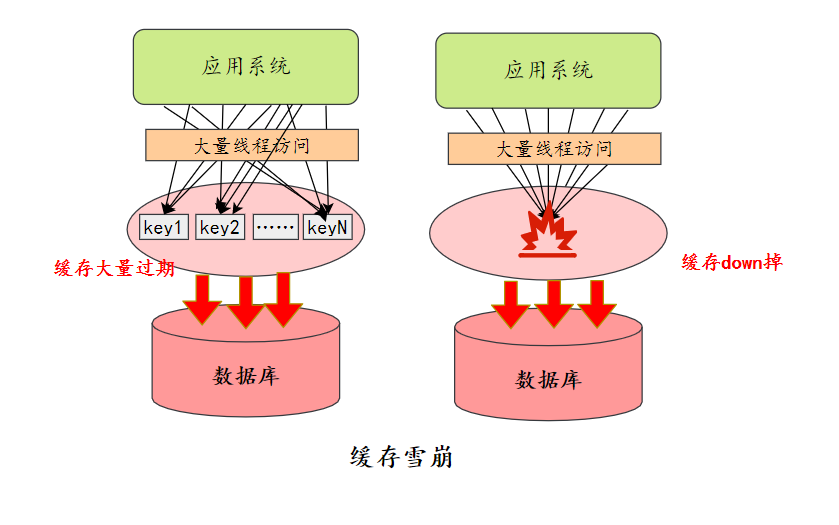 应用系统
大量线程访问
key1 key2 …… keyN
缓存大量过期
数据库
应用系统
大量线程访问
缓存down掉
数据库
缓存雪崩